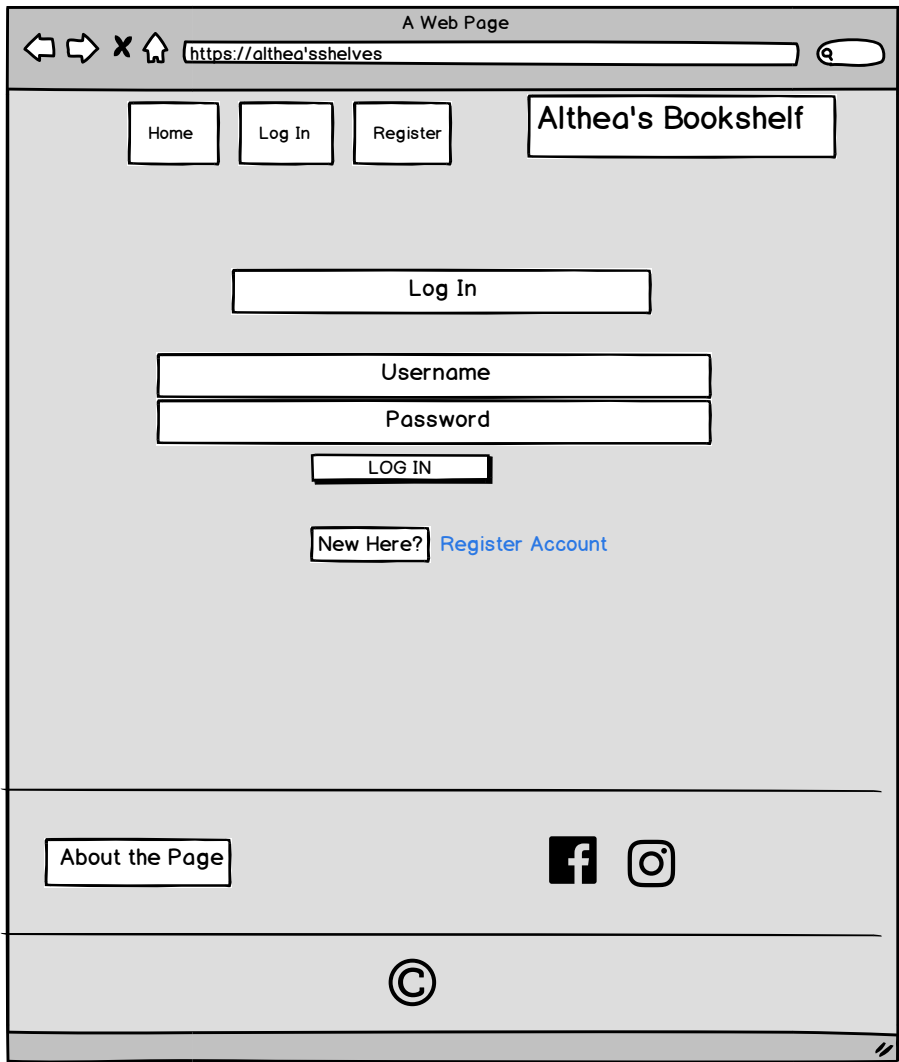 A Web Page
https://althea'sshelves
Home
Log In
Register
Althea's Bookshelf
Log In
Username
Password
LOG IN
New Here? Register Account
About the Page
©